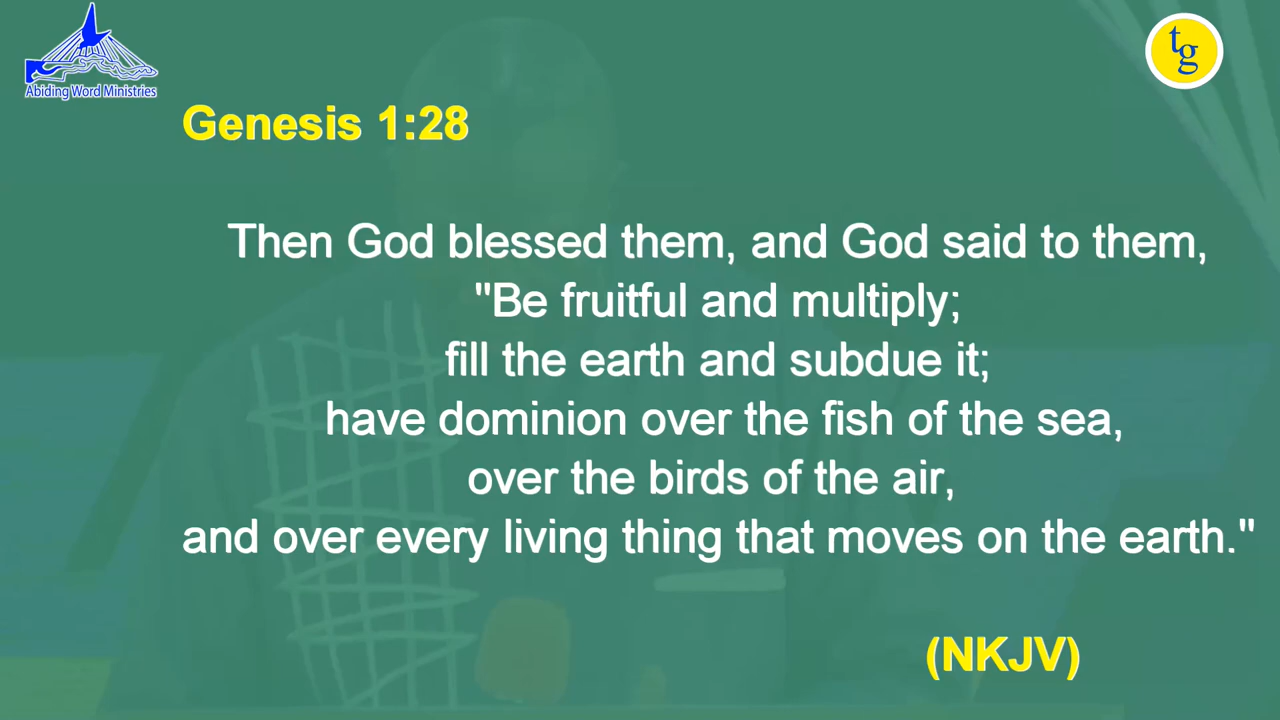 Abiding Word Ministries
tg
Genesis 1:28
Then God blessed them, and God said to them,
"Be fruitful and multiply;
fill the earth and subdue it;
have dominion over the fish of the sea,
over the birds of the air,
and over every living thing that moves on the earth."
(NKJV)